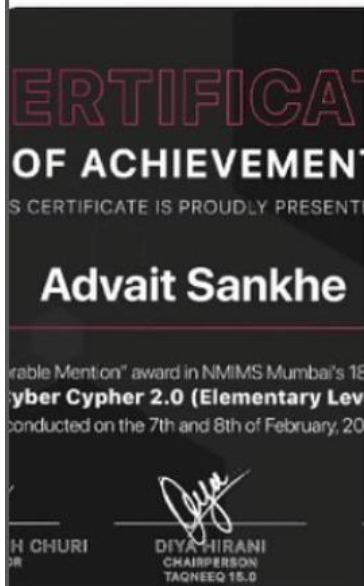 ERTIFICAT
OF ACHIEVEMENT
S CERTIFICATE IS PROUDLY PRESENT
Advait Sankhe
rable Mention" award in NMIMS Mumbai's 18
yber Cypher 2.0 (Elementary Lev
conducted on the 7th and 8th of February, 20
H CHURI DIYA HIRANI
OR CHAIRPERSON
TAQNEEQ 15.0